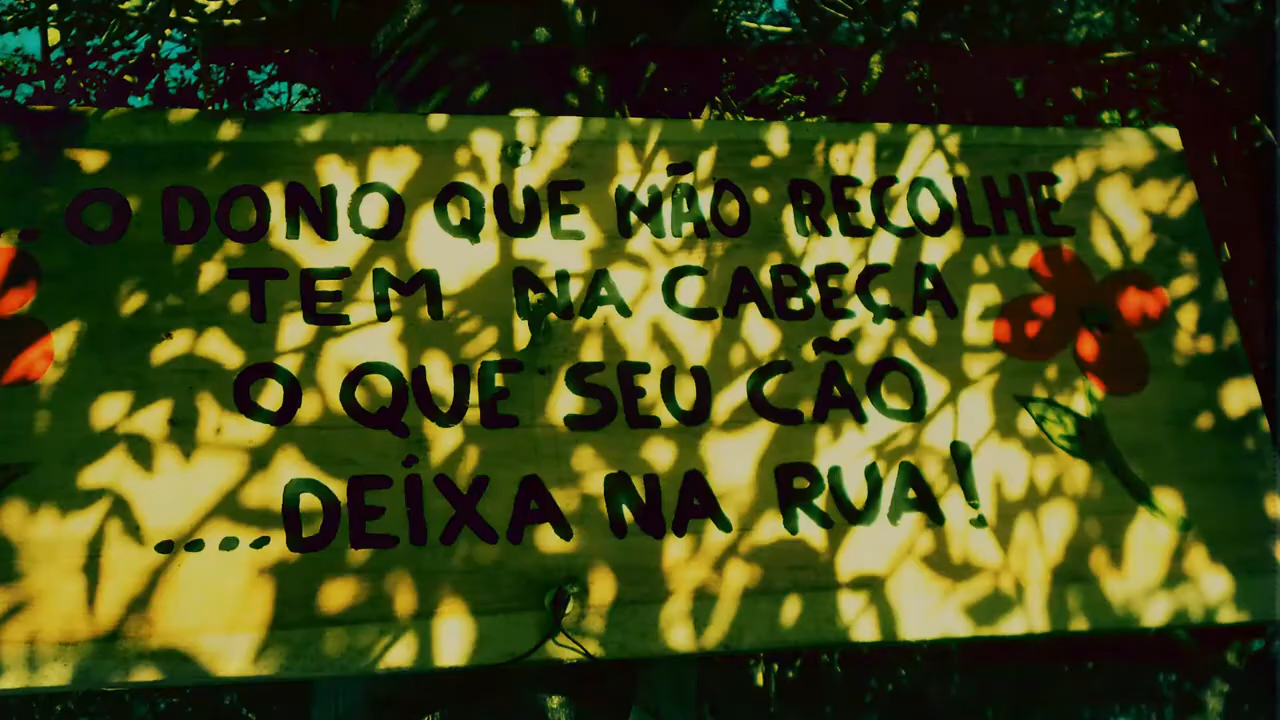 . O DONO QUE NÃO RECOLHE
TEM NA CABEÇA
O QUE SEU CÃO
....DEIXA NA RUA!